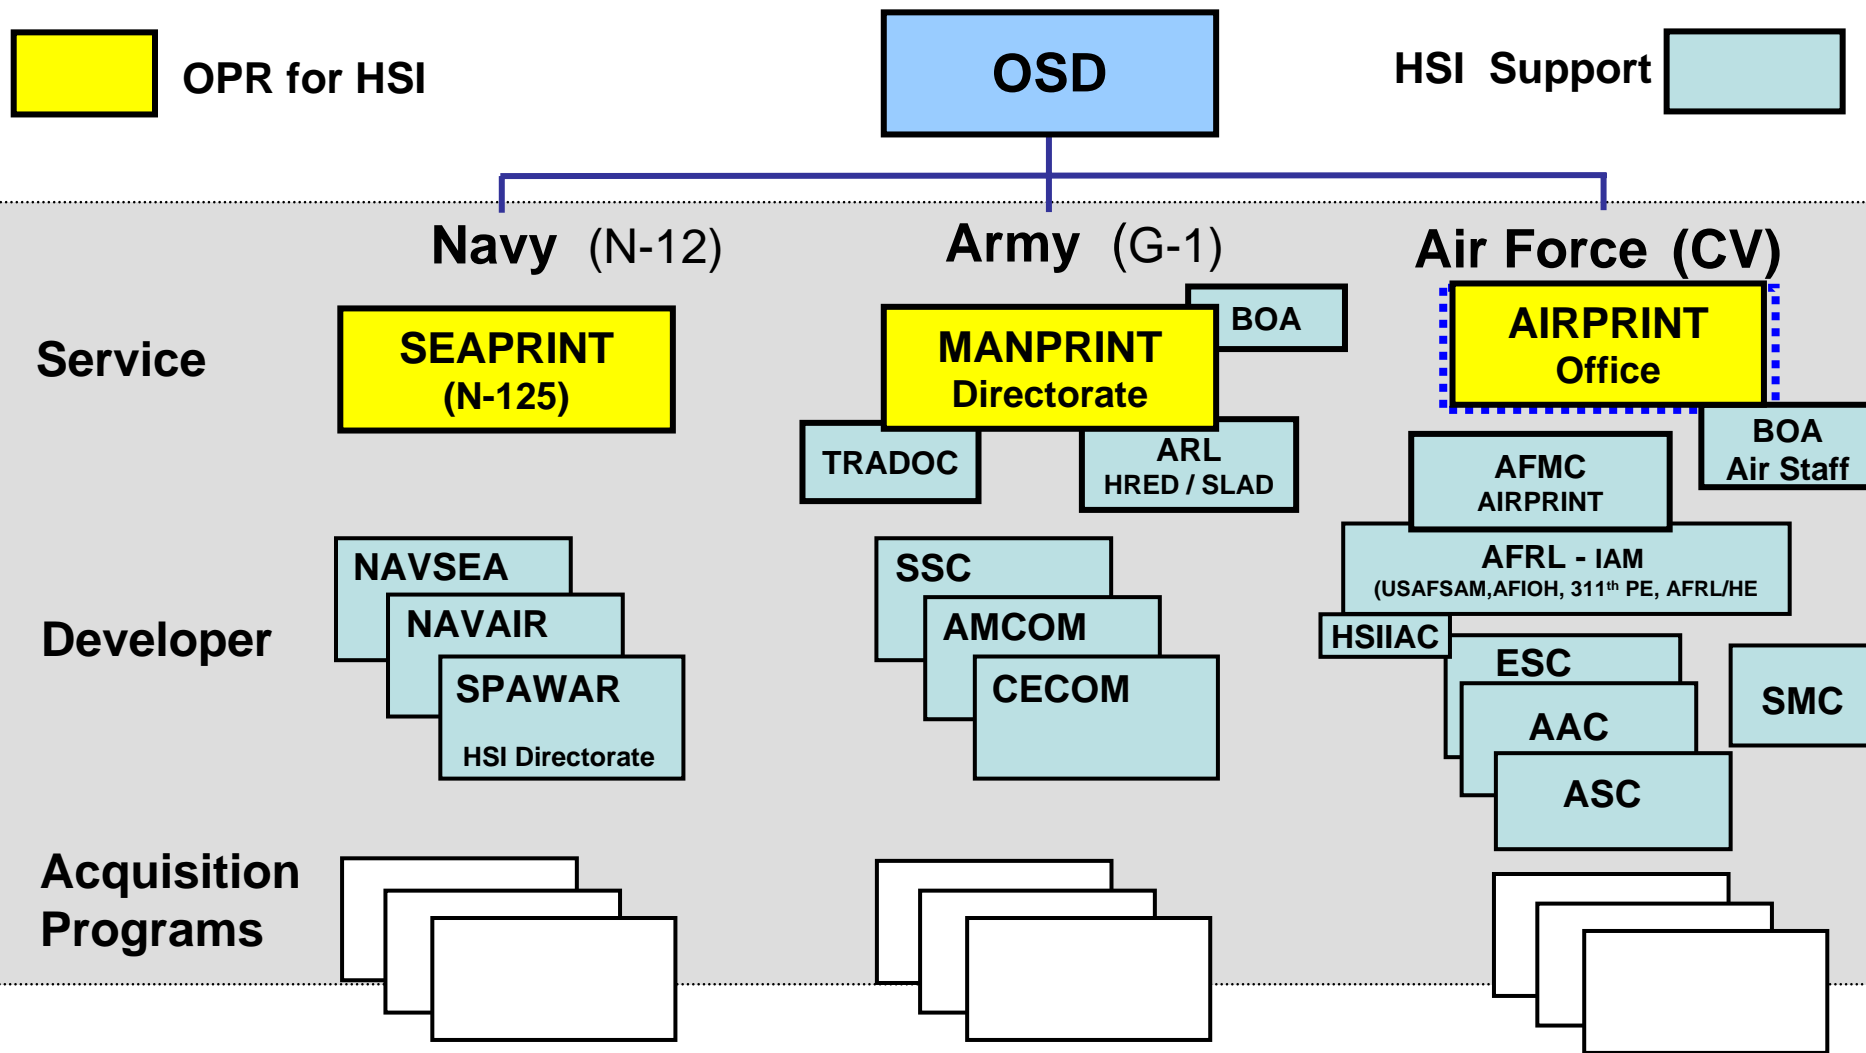 OPR for HSI
OSD
HSI Support
Navy (N-12)
Army (G-1)
Air Force (CV)
Service
SEAPRINT
(N-125)
MANPRINT
Directorate
BOA
AIRPRINT
Office
TRADOC
ARL
HRED / SLAD
BOA
Air Staff
AFMC
AIRPRINT
Developer
NAVSEA
NAVAIR
SPAWAR
HSI Directorate
SSC
AMCOM
CECOM
AFRL - IAM
(USAFSAM,AFIOH, 311th PE, AFRL/HE
HSIIAC
ESC
AAC
ASC
SMC
Acquisition
Programs